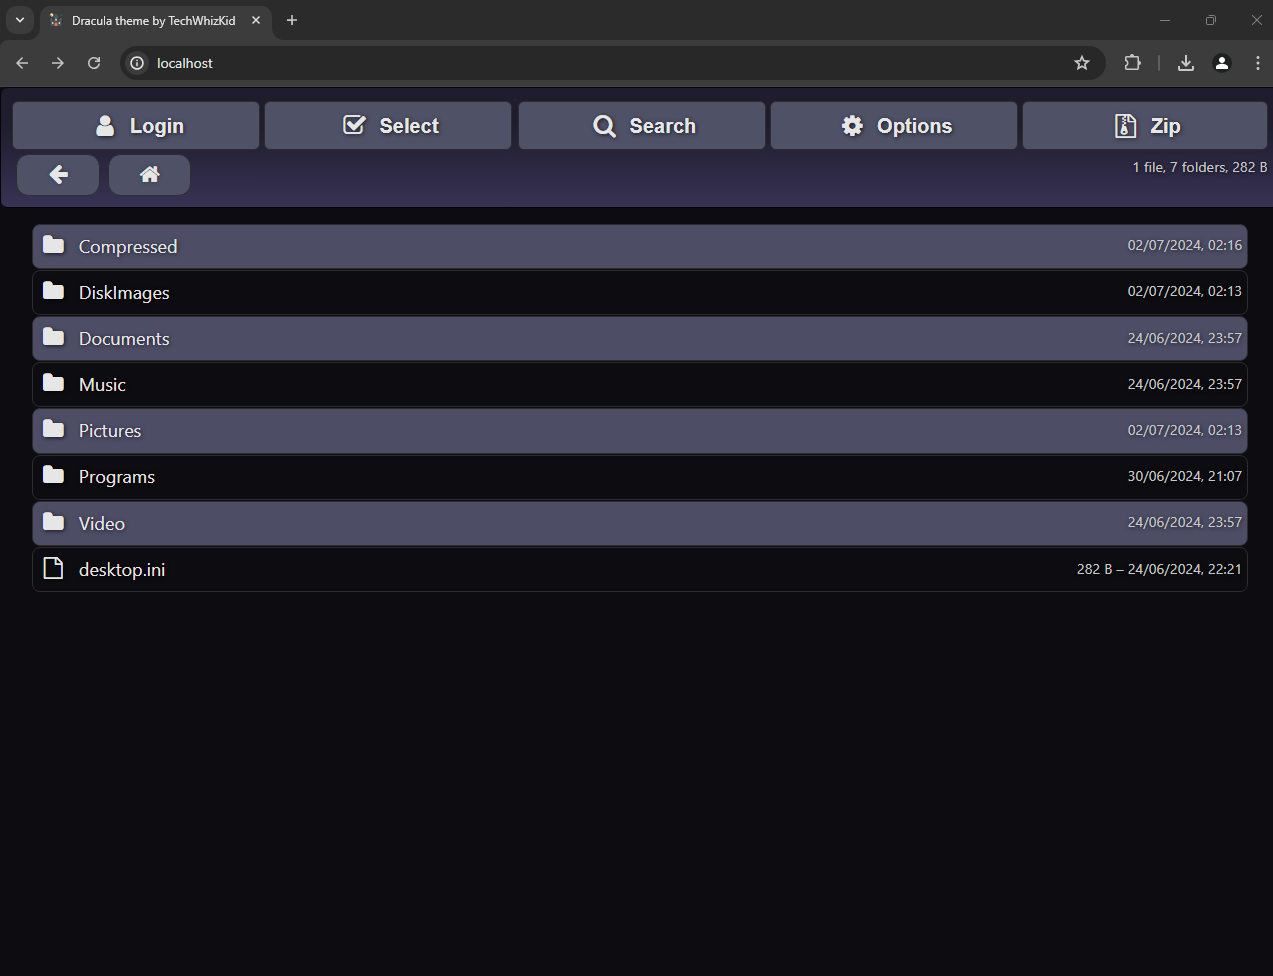 Dracula theme by TechWhizKid
localhost
Login Select Search Options Zip
1 file, 7 folders, 282 B
Compressed 02/07/2024, 02:16
DiskImages 02/07/2024, 02:13
Documents 24/06/2024, 23:57
Music 24/06/2024, 23:57
Pictures 02/07/2024, 02:13
Programs 30/06/2024, 21:07
Video 24/06/2024, 23:57
desktop.ini 282 B – 24/06/2024, 22:21